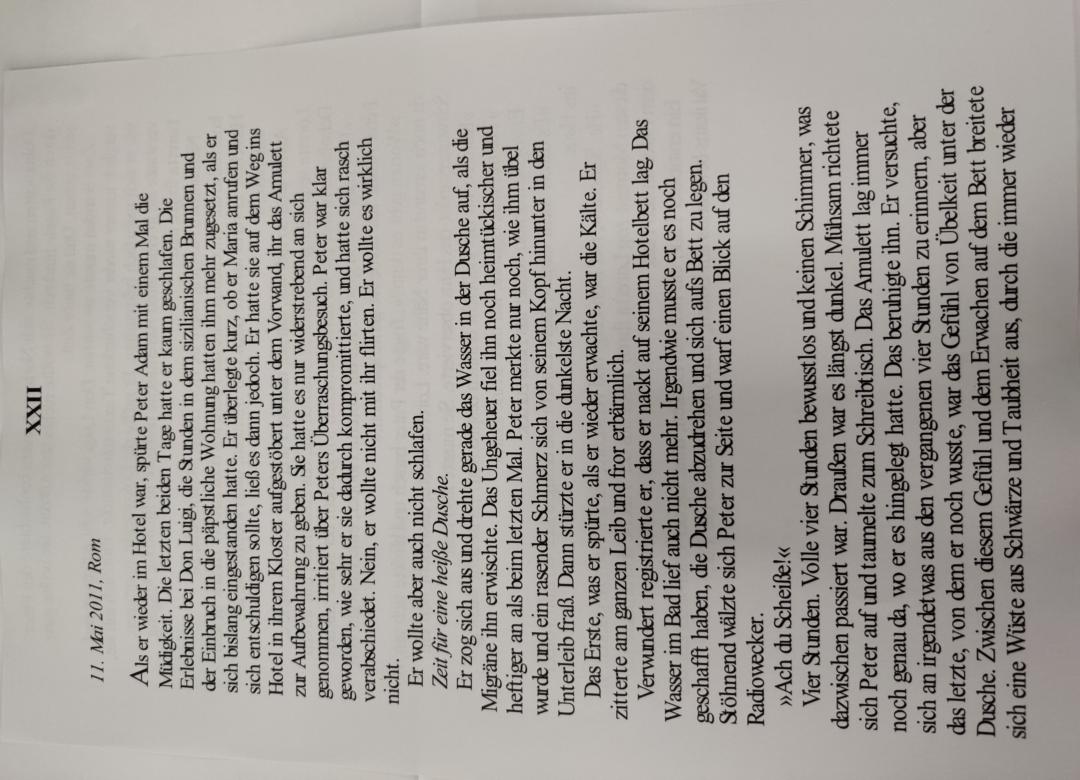 XXII
11. Mai 2011, Rom
Als er wieder im Hotel war, spürte Peter Adam mit einem Mal die
Müdigkeit. Die letzten beiden Tage hatte er kaum geschlafen. Die
Erlebnisse bei Don Luigi, die Stunden in dem sizilianischen Brunnen und
der Einbruch in die päpstliche Wohnung hatten ihm mehr zugesetzt, als er
sich bislang eingestanden hatte. Er überlegte kurz, ob er Maria anrufen und
sich entschuldigen sollte, ließ es dann jedoch. Er hatte sie auf dem Weg ins
Hotel in ihrem Kloster aufgestöbert unter dem Vorwand, ihr das Amulett
zur Aufbewahrung zu geben. Sie hatte es nur widerstrebend an sich
genommen, irritiert über Peters Überraschungsbesuch. Peter war klar
geworden, wie sehr er sie dadurch kompromittierte, und hatte sich rasch
verabschiedet. Nein, er wollte nicht mit ihr flirten. Er wollte es wirklich
nicht.
Er wollte aber auch nicht schlafen.
Zeit für eine heiße Dusche.
Er zog sich aus und drehte gerade das Wasser in der Dusche auf, als die
Migräne ihn erwischte. Das Ungeheuer fiel ihn noch heimtückischer und
heftiger an als beim letzten Mal. Peter merkte nur noch, wie ihm übel
wurde und ein rasender Schmerz sich von seinem Kopf hinunter in den
Unterleib fraß. Dann stürzte er in die dunkelste Nacht.
Das Erste, was er spürte, als er wieder erwachte, war die Kälte. Er
zitterte am ganzen Leib und fror erbärmlich.
Verwundert registrierte er, dass er nackt auf seinem Hotelbett lag. Das
Wasser im Bad lief auch nicht mehr. Irgendwie musste er es noch
geschafft haben, die Dusche abzudrehen und sich aufs Bett zu legen.
Stöhnend wälzte sich Peter zur Seite und warf einen Blick auf den
Radiowecker.
»Ach du Scheiße!«
Vier Stunden. Volle vier Stunden bewusstlos und keinen Schimmer, was
dazwischen passiert war. Draußen war es längst dunkel. Mühsam richtete
sich Peter auf und taumelte zum Schreibtisch. Das Amulett lag immer
noch genau da, wo er es hingelegt hatte. Das beruhigte ihn. Er versuchte,
sich an irgendetwas aus den vergangenen vier Stunden zu erinnern, aber
das letzte, von dem er noch wusste, war das Gefühl von Übelkeit unter der
Dusche. Zwischen diesem Gefühl und dem Erwachen auf dem Bett breitete
sich eine Wüste aus Schwärze und Taubheit aus, durch die immer wieder